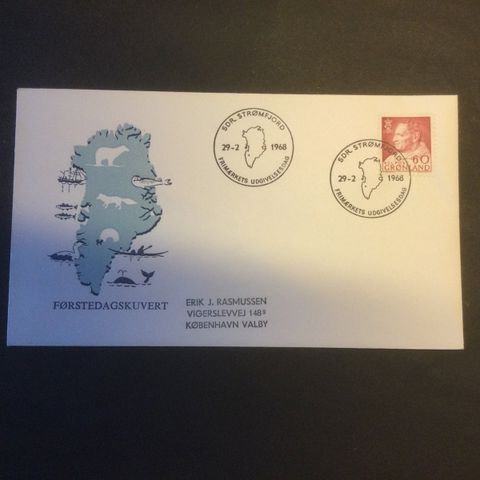 SDR. STRØMFJORD
29-2 1968
FRIMÆRKETS UDGIVELSESDAG
SDR. STRØMFJORD
29-2 1968
FRIMÆRKETS UDGIVELSESDAG
60
GRØNLAND
FØRSTEDAGSKUVERT
ERIK J. RASMUSSEN
VIGERSLEVVEJ 148B
KØBENHAVN VALBY